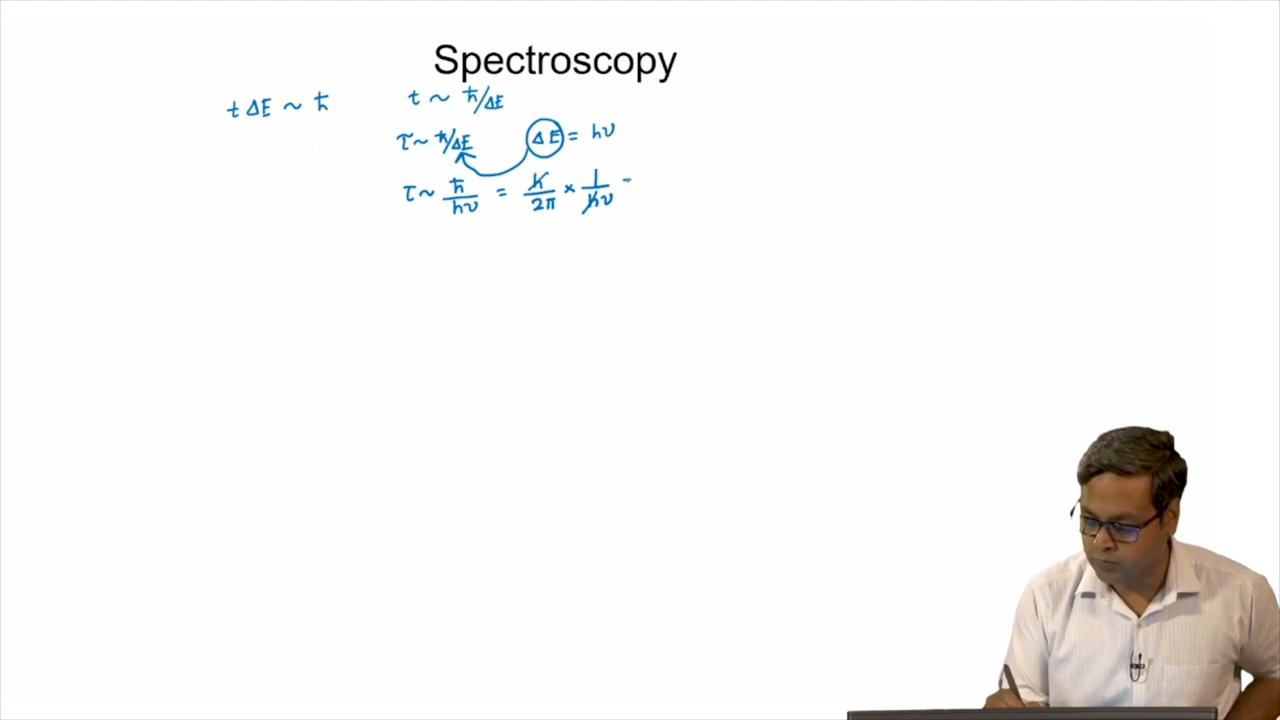 Spectroscopy
t ΔE ~ ħ t ~ ħ/ΔE
τ ~ ħ/ΔE ΔE = hν
τ ~ ħ/hν = h/2π × 1/hν =